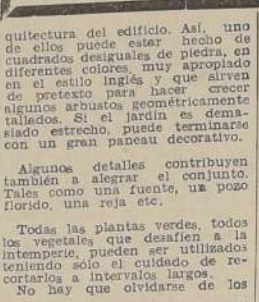 quitectura del edificio. Así, uno
de ellos puede estar hecho de
cuadrados desiguales de piedra, en
diferentes colores, muy apropiado
en el estilo inglés y que sirven
de pretexto para hacer crecer
algunos arbustos geométricamente
tallados. Si el jardín es dema-
siado estrecho, puede terminarse
con un gran paneau decorativo.
Algunos detalles contribuyen
también a alegrar el conjunto.
Tales como una fuente, un pozo
florido, una reja etc.
Todas las plantas verdes, todos
los vegetales que desafíen a la
intemperie, pueden ser utilizados
teniendo sólo el cuidado de re-
cortarlos a intervalos largos.
No hay que olvidarse de los